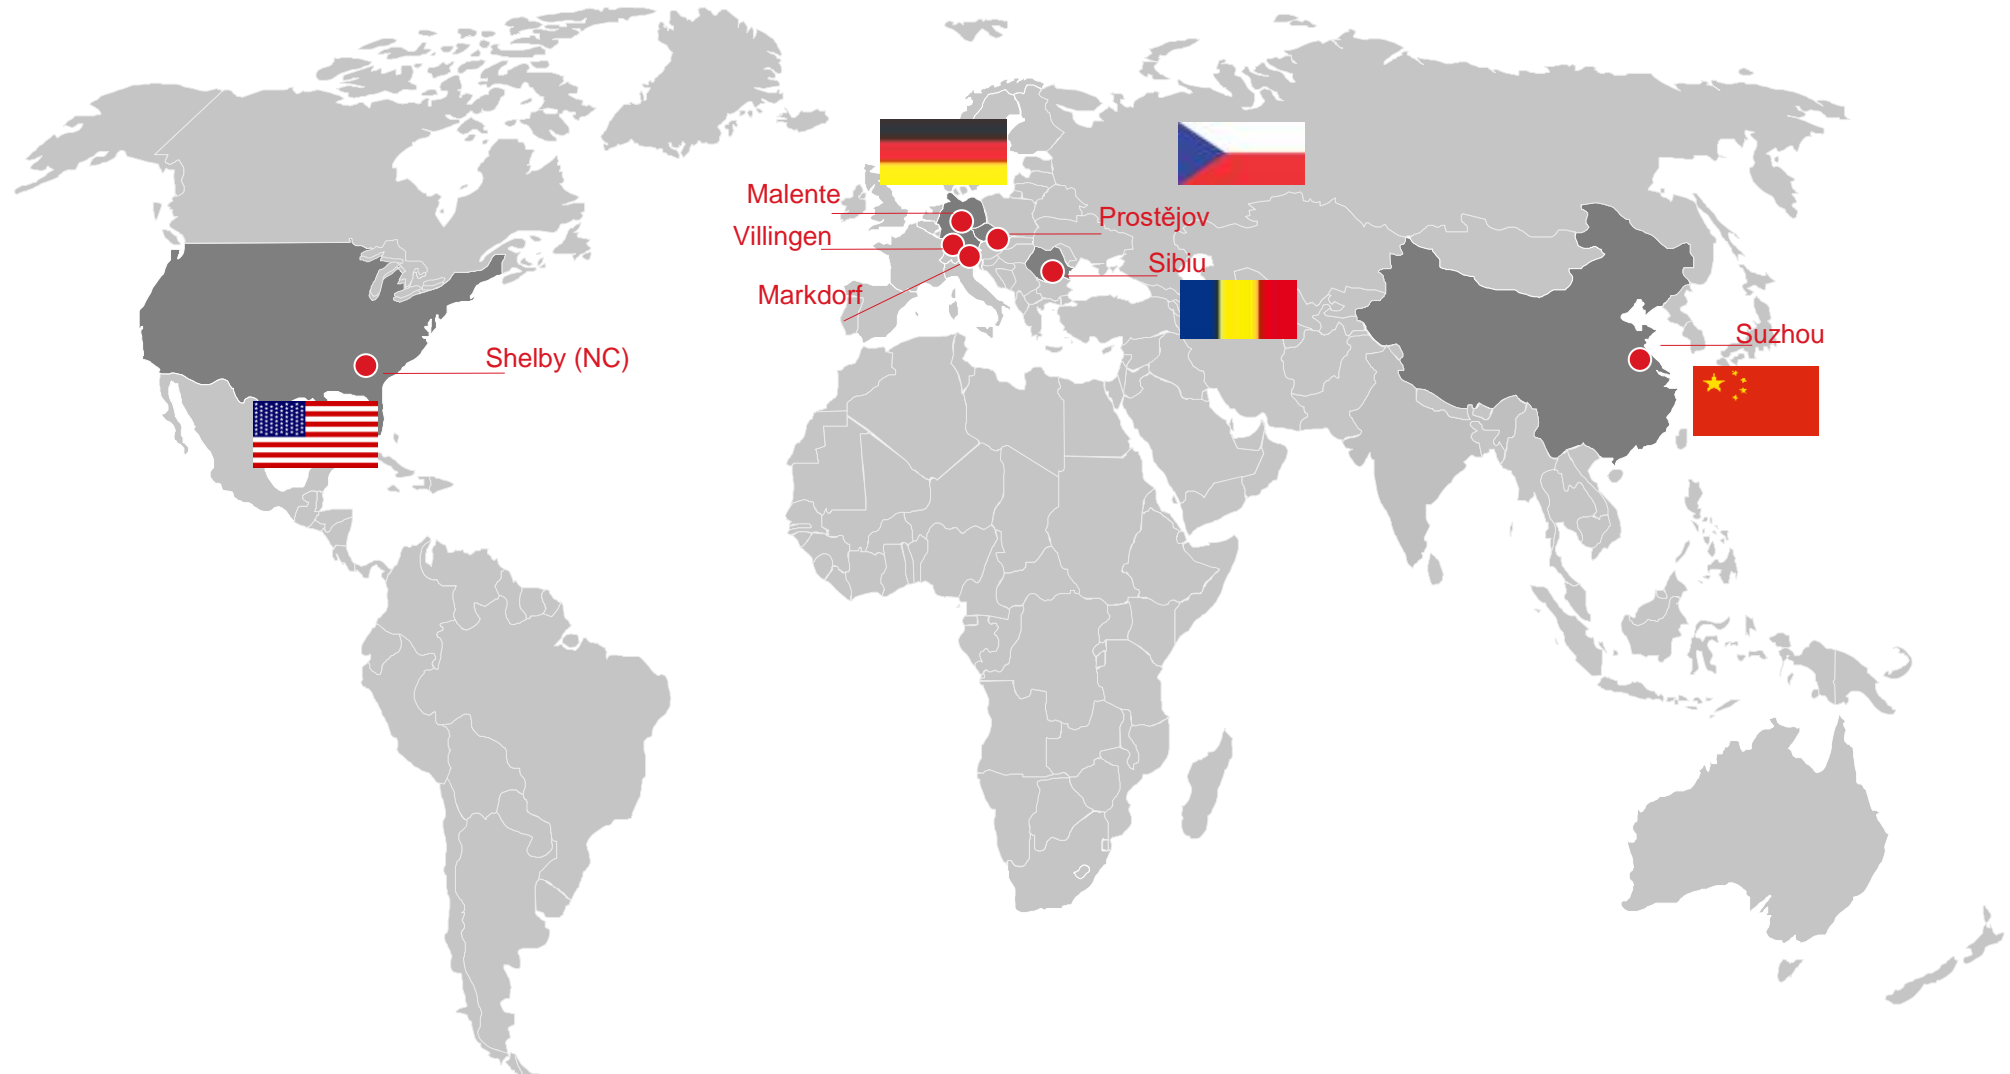 Malente
Villingen
Markdorf
Prostějov
Sibiu
Shelby (NC)
Suzhou